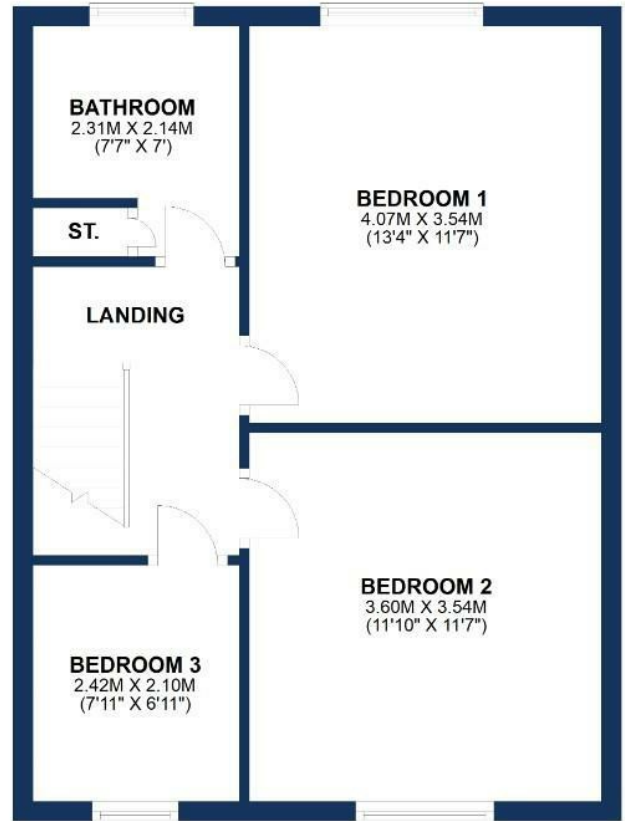 BATHROOM
2.31M X 2.14M
(7'7" X 7')
BEDROOM 1
4.07M X 3.54M
(13'4" X 11'7")
ST.
LANDING
BEDROOM 2
3.60M X 3.54M
(11'10" X 11'7")
BEDROOM 3
2.42M X 2.10M
(7'11" X 6'11")